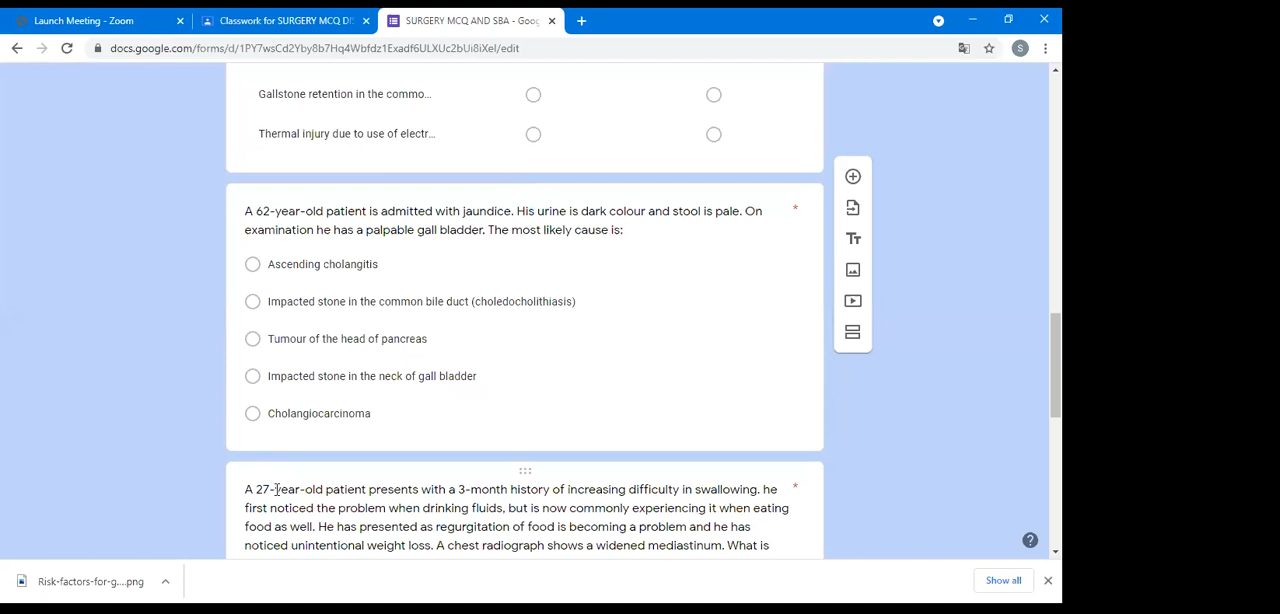 Launch Meeting - Zoom
Classwork for SURGERY MCQ DI
SURGERY MCQ AND SBA - Goog
docs.google.com/forms/d/1PY7wsCd2Yby8b7Hq4Wbfdz1Exadf6ULXUc2bUi8iXeI/edit
S
Gallstone retention in the commo...
Thermal injury due to use of electr...
A 62-year-old patient is admitted with jaundice. His urine is dark colour and stool is pale. On *
examination he has a palpable gall bladder. The most likely cause is:
Ascending cholangitis
Impacted stone in the common bile duct (choledocholithiasis)
Tumour of the head of pancreas
Impacted stone in the neck of gall bladder
Cholangiocarcinoma
A 27-year-old patient presents with a 3-month history of increasing difficulty in swallowing. he *
first noticed the problem when drinking fluids, but is now commonly experiencing it when eating
food as well. He has presented as regurgitation of food is becoming a problem and he has
noticed unintentional weight loss. A chest radiograph shows a widened mediastinum. What is
Tт
Risk-factors-for-g....png
Show all